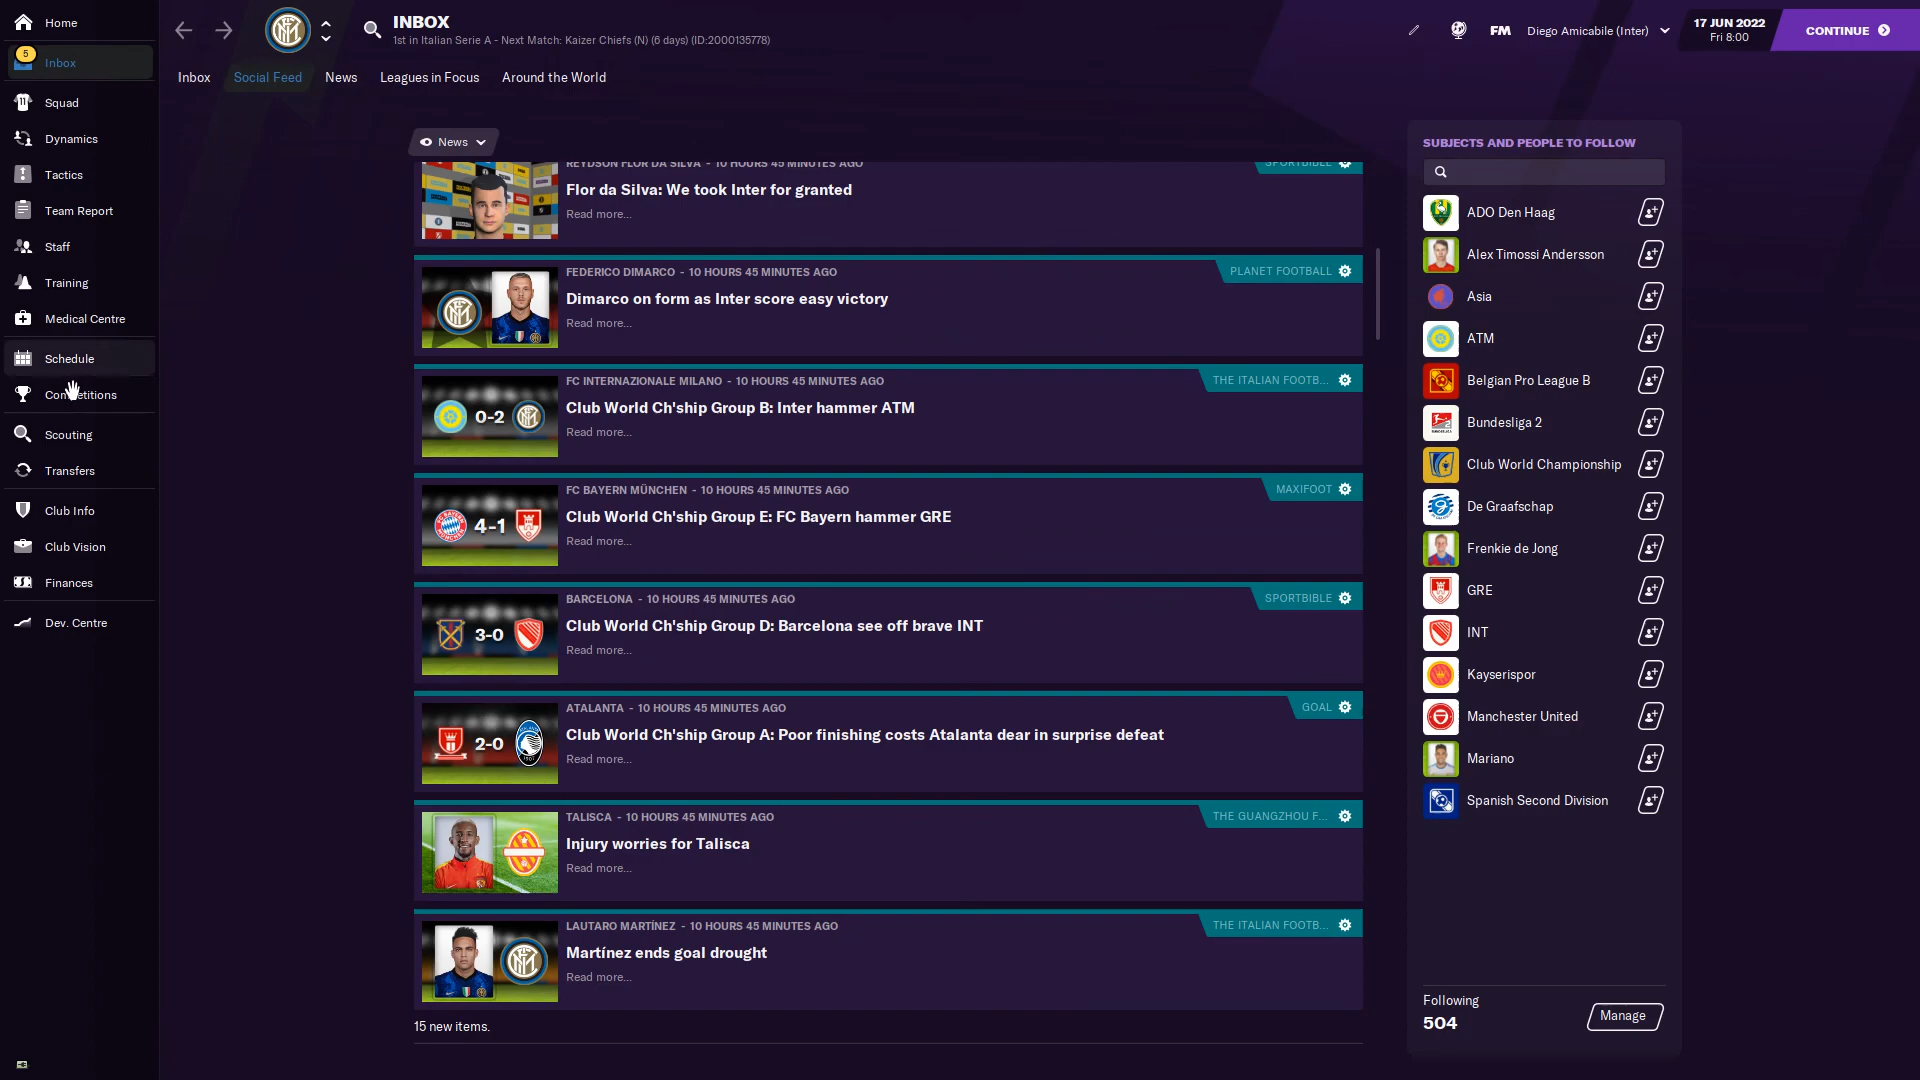 Home
5
Inbox
Squad
Dynamics
Tactics
Team Report
Staff
Training
Medical Centre
Schedule
Competitions
Scouting
Transfers
Club Info
Club Vision
Finances
Dev. Centre
INBOX
1st in Italian Serie A - Next Match: Kaizer Chiefs (N) (6 days) (ID:2000135778)
FM
Diego Amicabile (Inter)
17 JUN 2022
Fri 8:00
CONTINUE
Inbox
Social Feed
News
Leagues in Focus
Around the World
News
REYDSON FLOR DA SILVA - 10 HOURS 45 MINUTES AGO
SPORTBIBLE
Flor da Silva: We took Inter for granted
Read more...
FEDERICO DIMARCO - 10 HOURS 45 MINUTES AGO
PLANET FOOTBALL
Dimarco on form as Inter score easy victory
Read more...
FC INTERNAZIONALE MILANO - 10 HOURS 45 MINUTES AGO
THE ITALIAN FOOTB...
0-2
Club World Ch'ship Group B: Inter hammer ATM
Read more...
FC BAYERN MÜNCHEN - 10 HOURS 45 MINUTES AGO
MAXIFOOT
4-1
Club World Ch'ship Group E: FC Bayern hammer GRE
Read more...
BARCELONA - 10 HOURS 45 MINUTES AGO
SPORTBIBLE
3-0
Club World Ch'ship Group D: Barcelona see off brave INT
Read more...
ATALANTA - 10 HOURS 45 MINUTES AGO
GOAL
2-0
Club World Ch'ship Group A: Poor finishing costs Atalanta dear in surprise defeat
Read more...
TALISCA - 10 HOURS 45 MINUTES AGO
THE GUANGZHOU F...
Injury worries for Talisca
Read more...
LAUTARO MARTÍNEZ - 10 HOURS 45 MINUTES AGO
THE ITALIAN FOOTB...
Martínez ends goal drought
Read more...
15 new items.
SUBJECTS AND PEOPLE TO FOLLOW
ADO Den Haag
Alex Timossi Andersson
Asia
ATM
Belgian Pro League B
Bundesliga 2
Club World Championship
De Graafschap
Frenkie de Jong
GRE
INT
Kayserispor
Manchester United
Mariano
Spanish Second Division
Following
504
Manage